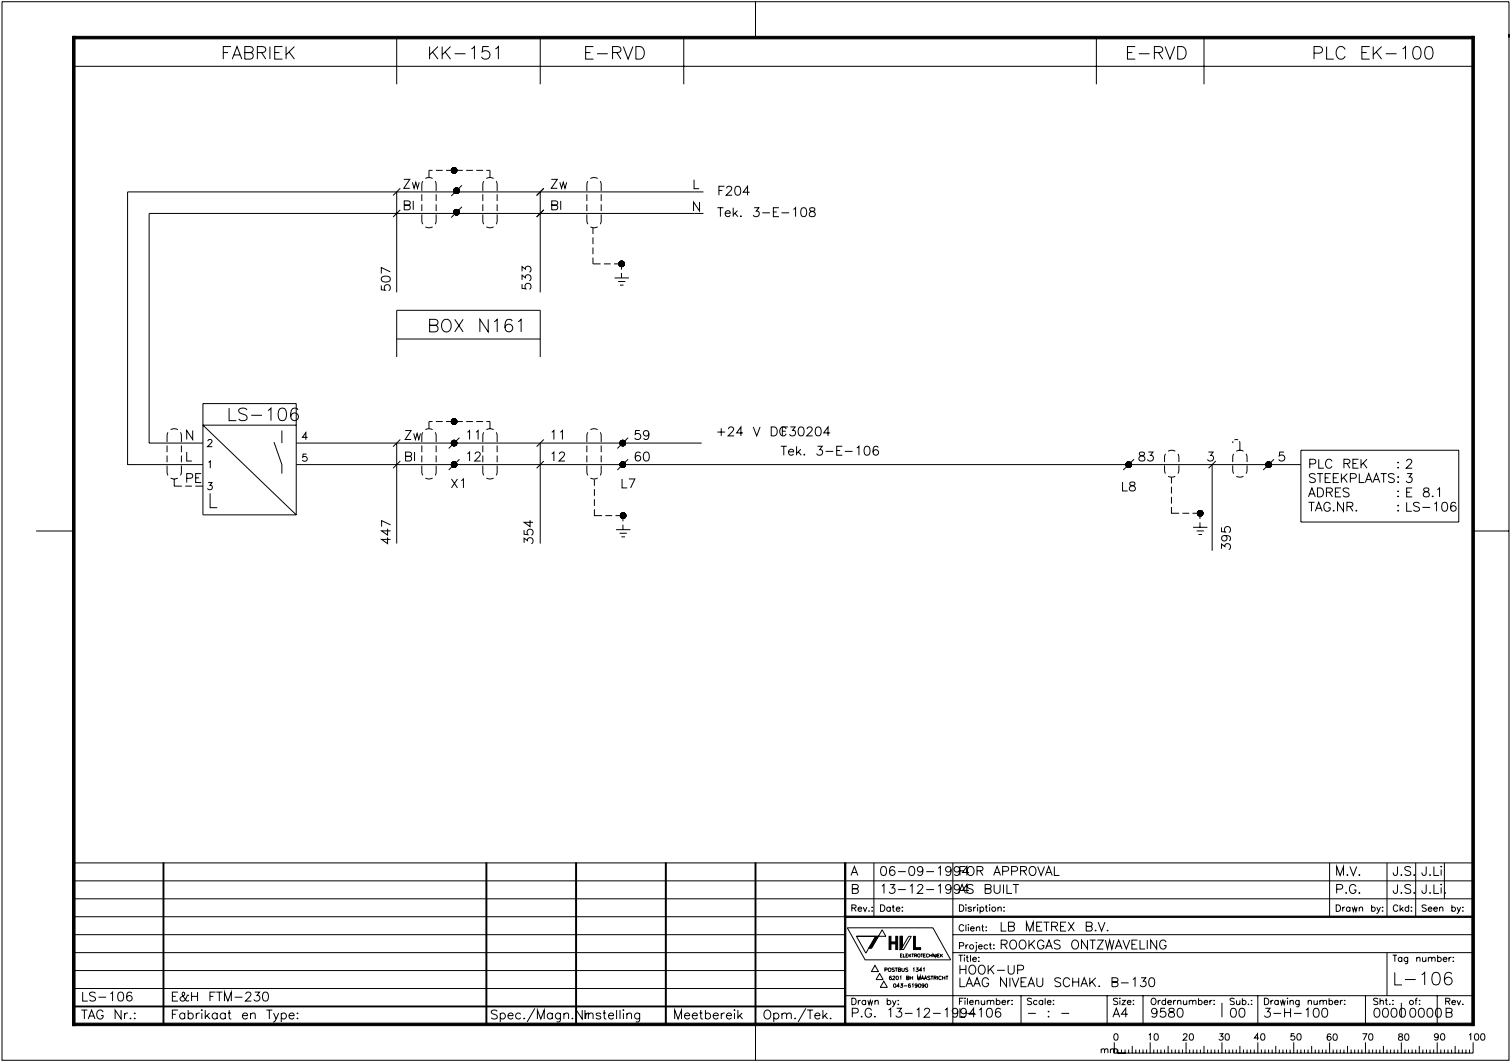 FABRIEK KK-151 E-RVD E-RVD PLC EK-100
Zw Zw L F204
Bl Bl N Tek. 3-E-108
507 533
BOX N161
LS-106
N 2 4 Zw 11 11 59 +24 V DC
L 1 5 Bl 12 12 60 Tek. 3-E-106 83 3 5
PE 3 X1 L7 L8
L
447 354 395
PLC REK : 2
STEEKPLAATS: 3
ADRES : E 8.1
TAG.NR. : LS-106
A 06-09-1994 FOR APPROVAL M.V. J.S. J.Li
B 13-12-1994 AS BUILT P.G. J.S. J.Li.
Rev.: Date: Disription: Drawn by: Ckd: Seen by:
HVL
ELEKTROTECHNIEK
POSTBUS 1341
6201 BH MAASTRICHT
043-619090
Client: LB METREX B.V.
Project: ROOKGAS ONTZWAVELING
Title:
HOOK-UP
LAAG NIVEAU SCHAK. B-130
Tag number:
L-106
Drawn by: Filenumber: Scale: Size: Ordernumber: Sub.: Drawing number: Sht.: of: Rev.
P.G. 13-12-1994 L-106 - : - A4 9580 00 3-H-100 0000 0000 B
LS-106 E&H FTM-230
TAG Nr.: Fabrikaat en Type: Spec./Magn.Nr. Instelling Meetbereik Opm./Tek.
0 10 20 30 40 50 60 70 80 90 100
mm